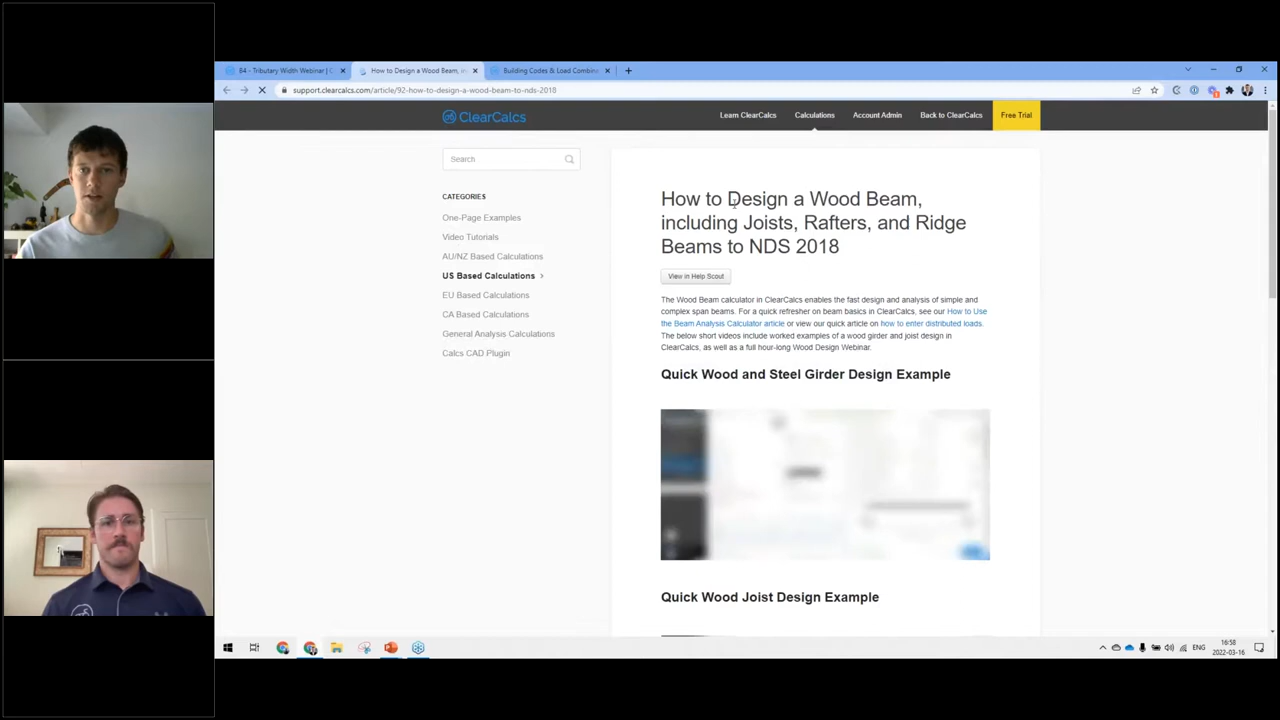 B4 - Tributary Width Webinar | C
How to Design a Wood Beam, in
Building Codes & Load Combina
support.clearcalcs.com/article/92-how-to-design-a-wood-beam-to-nds-2018
ClearCalcs
Learn ClearCalcs
Calculations
Account Admin
Back to ClearCalcs
Free Trial
Search
CATEGORIES
One-Page Examples
Video Tutorials
AU/NZ Based Calculations
US Based Calculations
EU Based Calculations
CA Based Calculations
General Analysis Calculations
Calcs CAD Plugin
How to Design a Wood Beam,
including Joists, Rafters, and Ridge
Beams to NDS 2018
View in Help Scout
The Wood Beam calculator in ClearCalcs enables the fast design and analysis of simple and
complex span beams. For a quick refresher on beam basics in ClearCalcs, see our How to Use
the Beam Analysis Calculator article or view our quick article on how to enter distributed loads.
The below short videos include worked examples of a wood girder and joist design in
ClearCalcs, as well as a full hour-long Wood Design Webinar.
Quick Wood and Steel Girder Design Example
Quick Wood Joist Design Example
ENG
16:58
2022-03-16